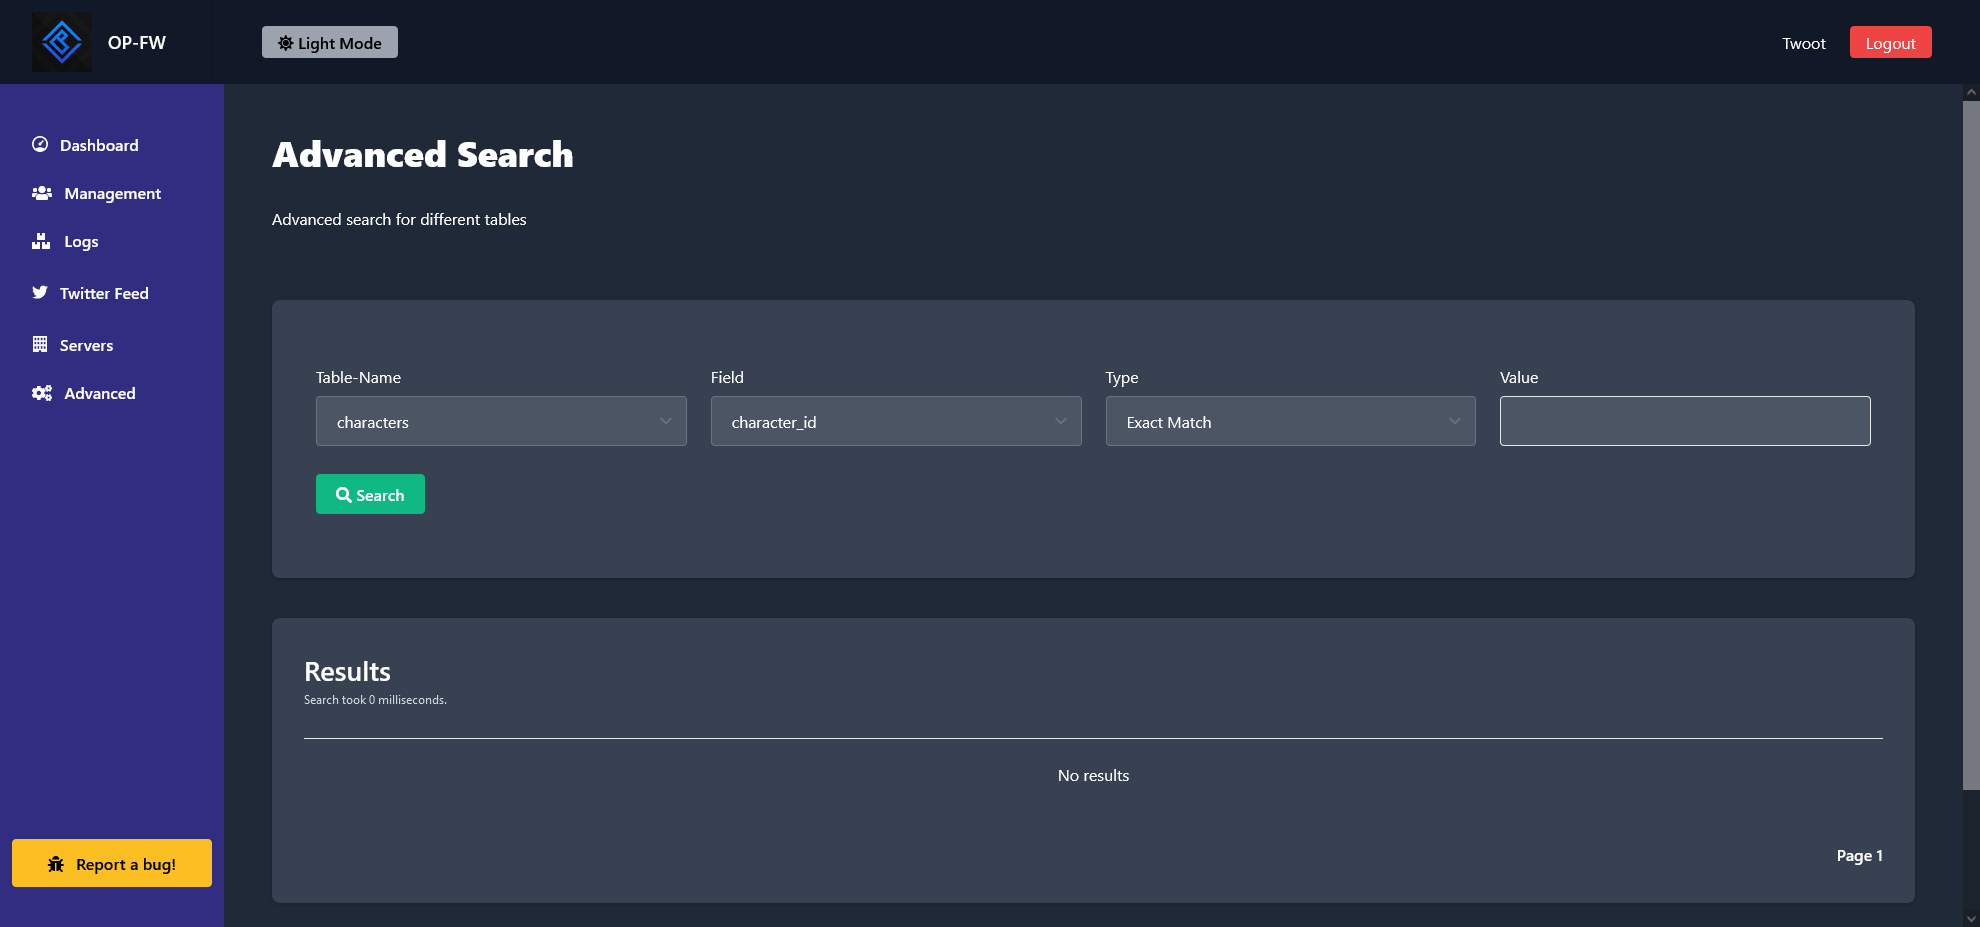 OP-FW
Light Mode
Twoot
Logout
Dashboard
Management
Logs
Twitter Feed
Servers
Advanced
Report a bug!
Advanced Search
Advanced search for different tables
Table-Name
Field
Type
Value
characters
character_id
Exact Match
Search
Results
Search took 0 milliseconds.
No results
Page 1